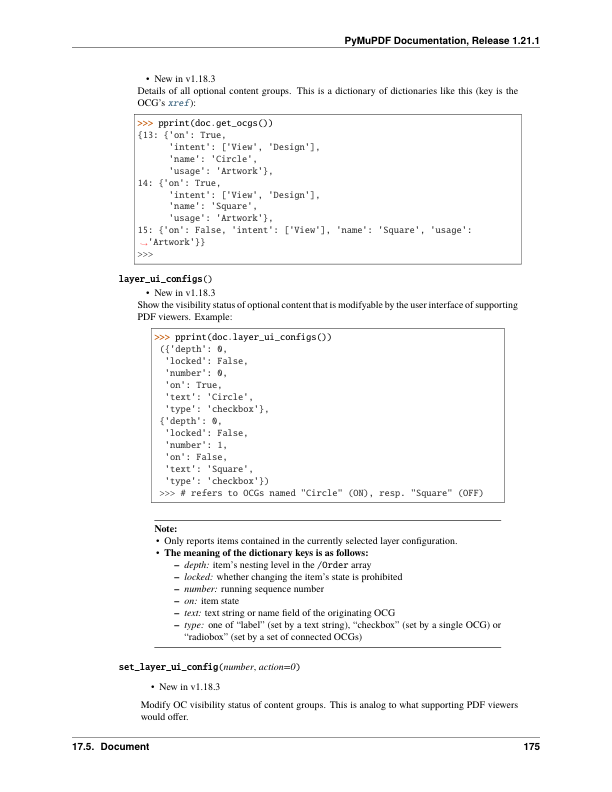 PyMuPDF Documentation, Release 1.21.1
• New in v1.18.3
Details of all optional content groups. This is a dictionary of dictionaries like this (key is the
OCG's xref):
>>> pprint(doc.get_ocgs())
{13: {'on': True,
'intent': ['View', 'Design'],
'name': 'Circle',
'usage': 'Artwork'},
14: {'on': True,
'intent': ['View', 'Design'],
'name': 'Square',
'usage': 'Artwork'},
15: {'on': False, 'intent': ['View'], 'name': 'Square', 'usage':
→'Artwork'}}
>>>
layer_ui_configs()
• New in v1.18.3
Show the visibility status of optional content that is modifyable by the user interface of supporting
PDF viewers. Example:
>>> pprint(doc.layer_ui_configs())
({'depth': 0,
'locked': False,
'number': 0,
'on': True,
'text': 'Circle',
'type': 'checkbox'},
{'depth': 0,
'locked': False,
'number': 1,
'on': False,
'text': 'Square',
'type': 'checkbox'})
>>> # refers to OCGs named "Circle" (ON), resp. "Square" (OFF)
Note:
• Only reports items contained in the currently selected layer configuration.
• The meaning of the dictionary keys is as follows:
– depth: item's nesting level in the /Order array
– locked: whether changing the item's state is prohibited
– number: running sequence number
– on: item state
– text: text string or name field of the originating OCG
– type: one of “label” (set by a text string), “checkbox” (set by a single OCG) or
“radiobox” (set by a set of connected OCGs)
set_layer_ui_config(number, action=0)
• New in v1.18.3
Modify OC visibility status of content groups. This is analog to what supporting PDF viewers
would offer.
17.5. Document 175